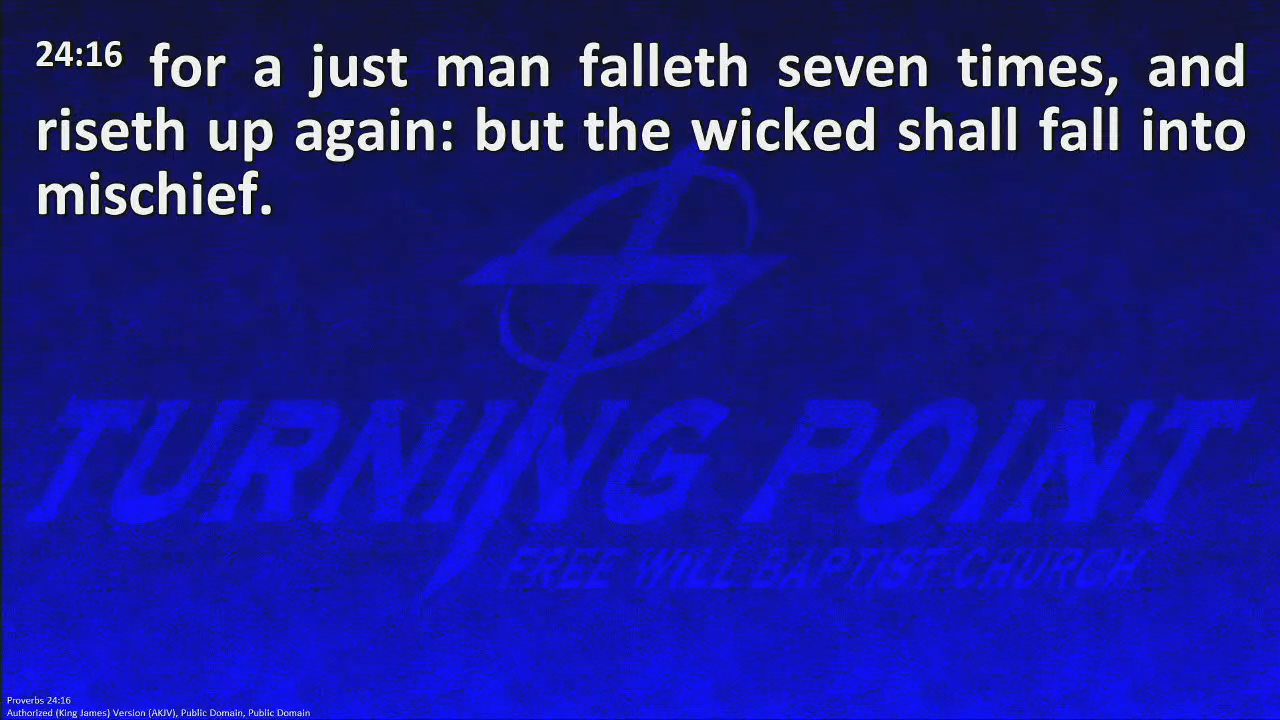 24:16 for a just man falleth seven times, and
riseth up again: but the wicked shall fall into
mischief.
TURNING POINT
FREE WILL BAPTIST CHURCH
Proverbs 24:16
Authorized (King James) Version (AKJV), Public Domain, Public Domain